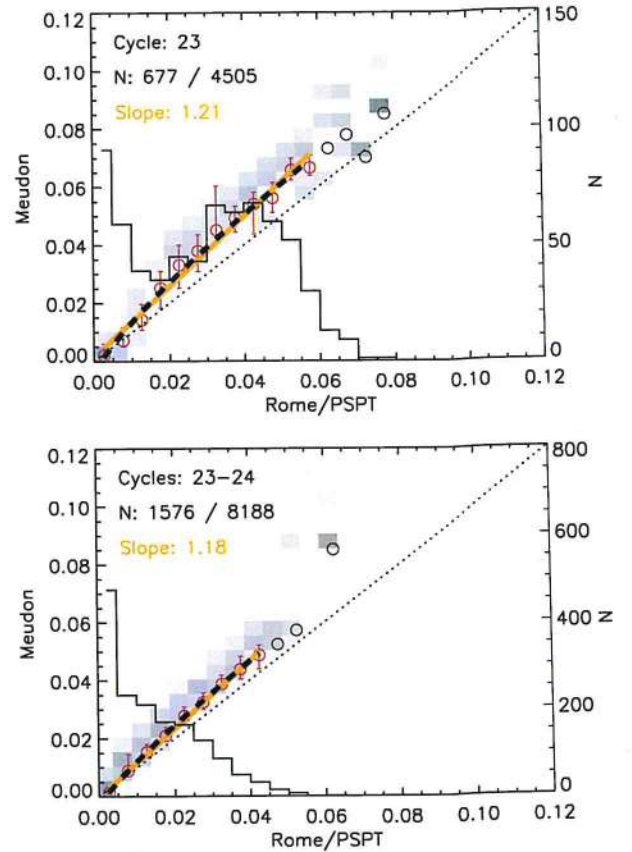 0.12
0.10
0.08
0.06
0.04
0.02
0.00
Meudon
Cycle: 23
N: 677 / 4505
Slope: 1.21
150
100
50
0
N
0.00 0.02 0.04 0.06 0.08 0.10 0.12
Rome/PSPT
0.12
0.10
0.08
0.06
0.04
0.02
0.00
Meudon
Cycles: 23-24
N: 1576 / 8188
Slope: 1.18
800
600
400
200
0
N
0.00 0.02 0.04 0.06 0.08 0.10 0.12
Rome/PSPT